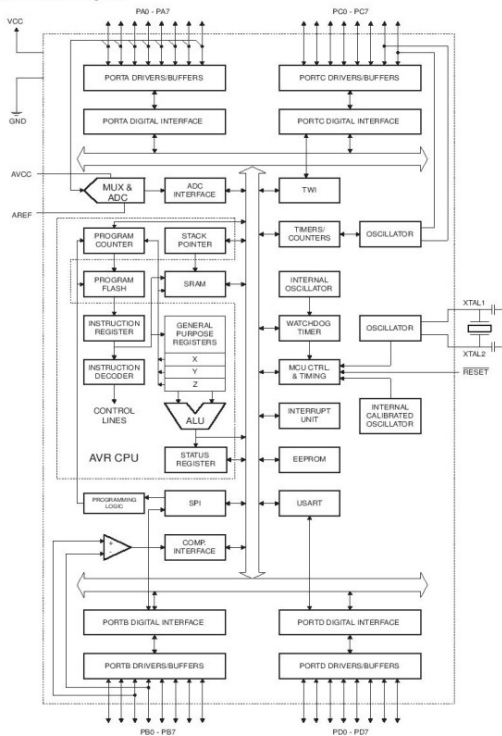 PA0 - PA7
PC0 - PC7
VCC
GND
PORTA DRIVERS/BUFFERS
PORTC DRIVERS/BUFFERS
PORTA DIGITAL INTERFACE
PORTC DIGITAL INTERFACE
AVCC
AREF
MUX &
ADC
ADC
INTERFACE
TWI
PROGRAM
COUNTER
STACK
POINTER
TIMERS/
COUNTERS
OSCILLATOR
PROGRAM
FLASH
SRAM
INTERNAL
OSCILLATOR
INSTRUCTION
REGISTER
GENERAL
PURPOSE
REGISTERS
X
Y
Z
WATCHDOG
TIMER
OSCILLATOR
XTAL1
XTAL2
RESET
INSTRUCTION
DECODER
MCU CTRL.
& TIMING
CONTROL
LINES
ALU
INTERRUPT
UNIT
INTERNAL
CALIBRATED
OSCILLATOR
AVR CPU
STATUS
REGISTER
EEPROM
PROGRAMMING
LOGIC
SPI
USART
+
-
COMP.
INTERFACE
PORTB DIGITAL INTERFACE
PORTD DIGITAL INTERFACE
PORTB DRIVERS/BUFFERS
PORTD DRIVERS/BUFFERS
PB0 - PB7
PD0 - PD7